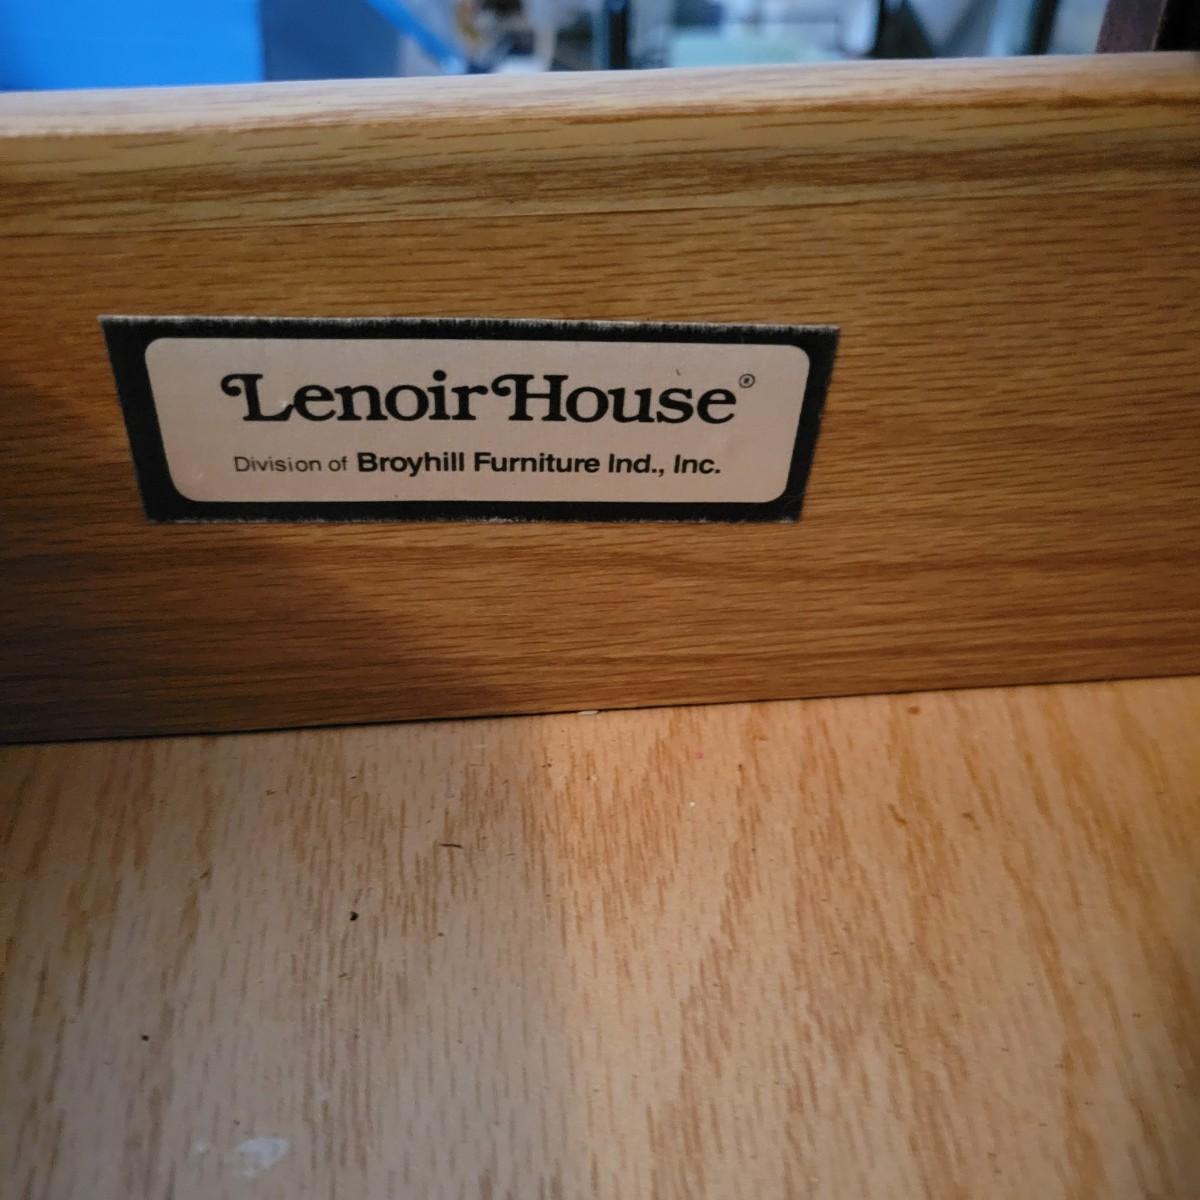 Lenoir House®
Division of Broyhill Furniture Ind., Inc.